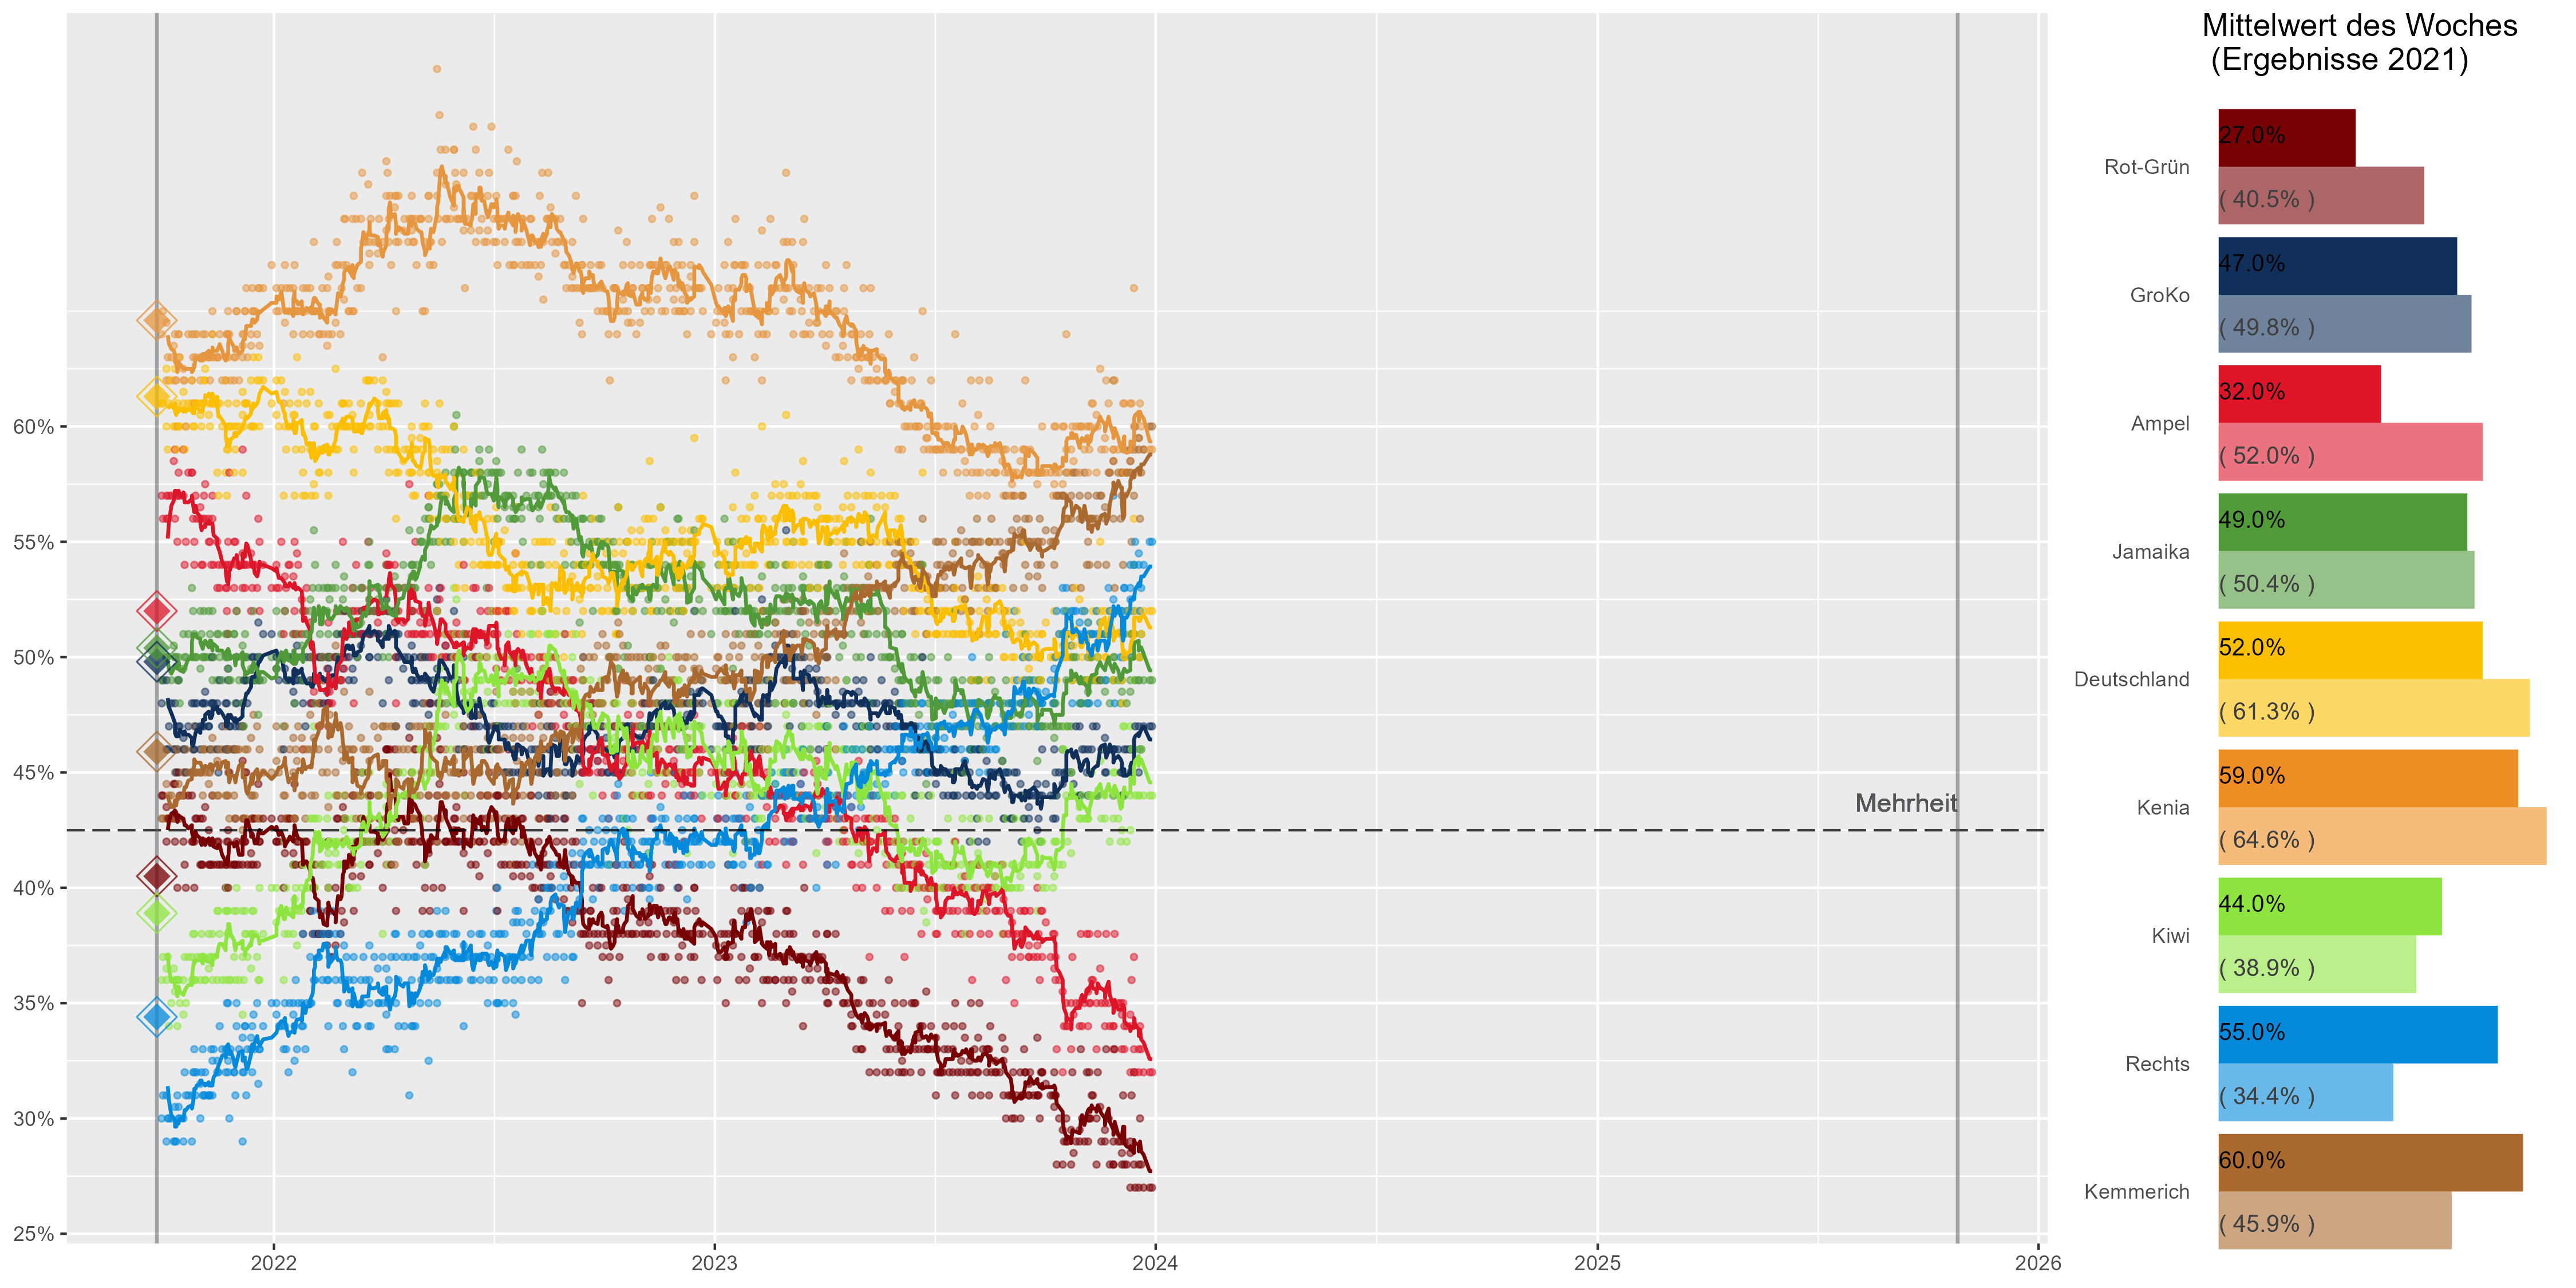 Mittelwert des Woches
(Ergebnisse 2021)
60%
55%
50%
45%
40%
35%
30%
25%
Mehrheit
2022
2023
2024
2025
2026
Rot-Grün
27.0%
( 40.5% )
GroKo
47.0%
( 49.8% )
Ampel
32.0%
( 52.0% )
Jamaika
49.0%
( 50.4% )
Deutschland
52.0%
( 61.3% )
Kenia
59.0%
( 64.6% )
Kiwi
44.0%
( 38.9% )
Rechts
55.0%
( 34.4% )
Kemmerich
60.0%
( 45.9% )